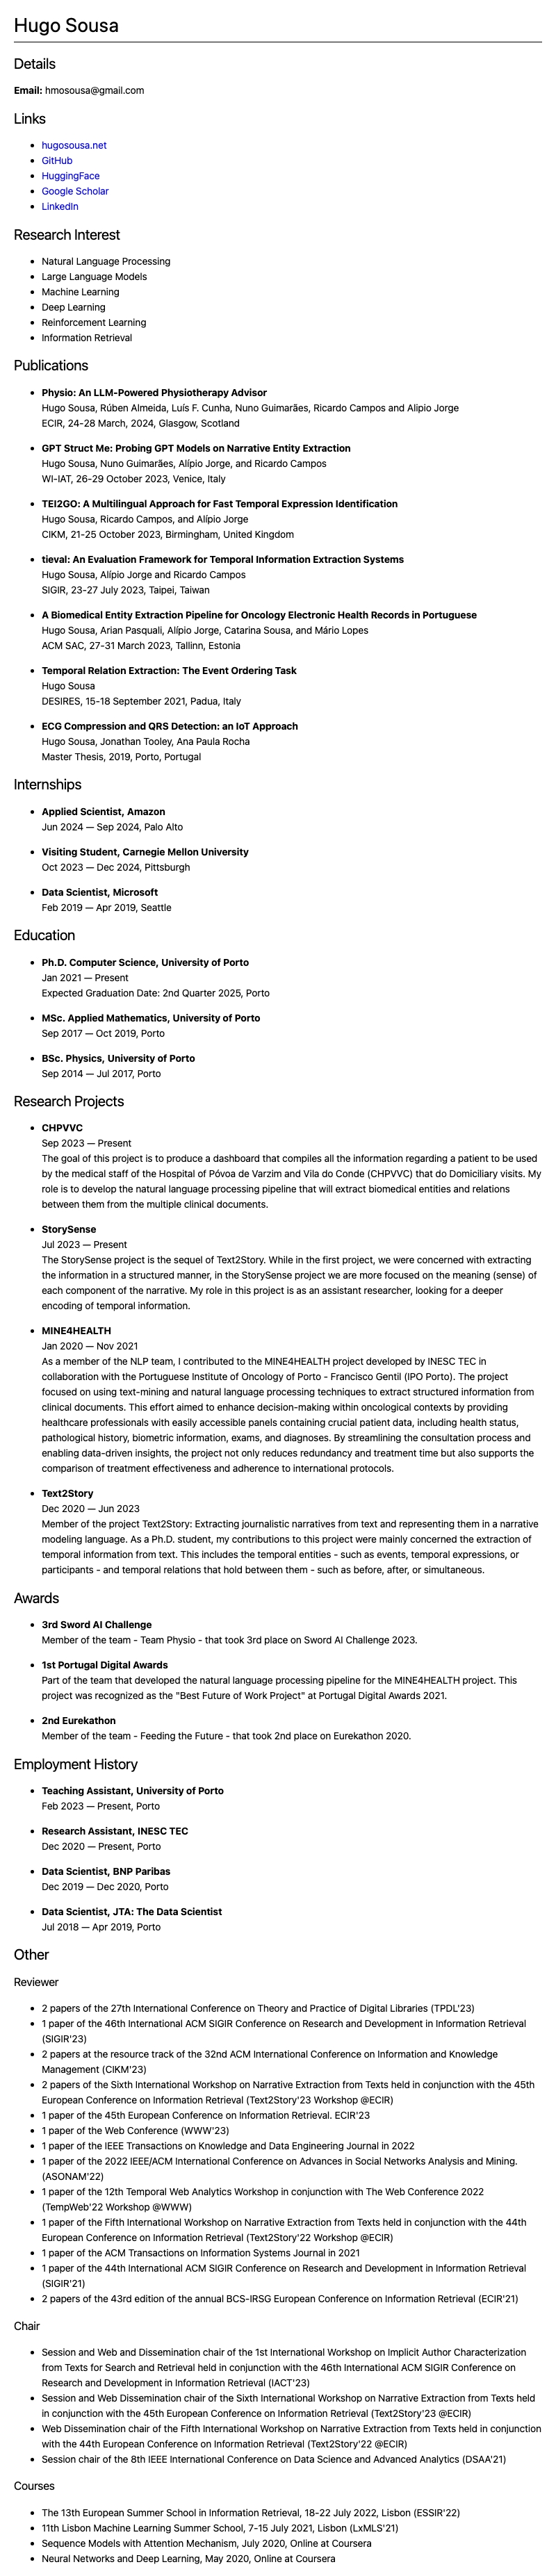 Hugo Sousa
Details
Email: hmosousa@gmail.com
Links
hugosousa.net
GitHub
HuggingFace
Google Scholar
LinkedIn
Research Interest
Natural Language Processing
Large Language Models
Machine Learning
Deep Learning
Reinforcement Learning
Information Retrieval
Publications
Physio: An LLM-Powered Physiotherapy Advisor
Hugo Sousa, Rúben Almeida, Luís F. Cunha, Nuno Guimarães, Ricardo Campos and Alipio Jorge
ECIR, 24-28 March, 2024, Glasgow, Scotland
GPT Struct Me: Probing GPT Models on Narrative Entity Extraction
Hugo Sousa, Nuno Guimarães, Alípio Jorge, and Ricardo Campos
WI-IAT, 26-29 October 2023, Venice, Italy
TEI2GO: A Multilingual Approach for Fast Temporal Expression Identification
Hugo Sousa, Ricardo Campos, and Alípio Jorge
CIKM, 21-25 October 2023, Birmingham, United Kingdom
tieval: An Evaluation Framework for Temporal Information Extraction Systems
Hugo Sousa, Alípio Jorge and Ricardo Campos
SIGIR, 23-27 July 2023, Taipei, Taiwan
A Biomedical Entity Extraction Pipeline for Oncology Electronic Health Records in Portuguese
Hugo Sousa, Arian Pasquali, Alípio Jorge, Catarina Sousa, and Mário Lopes
ACM SAC, 27-31 March 2023, Tallinn, Estonia
Temporal Relation Extraction: The Event Ordering Task
Hugo Sousa
DESIRES, 15-18 September 2021, Padua, Italy
ECG Compression and QRS Detection: an IoT Approach
Hugo Sousa, Jonathan Tooley, Ana Paula Rocha
Master Thesis, 2019, Porto, Portugal
Internships
Applied Scientist, Amazon
Jun 2024 — Sep 2024, Palo Alto
Visiting Student, Carnegie Mellon University
Oct 2023 — Dec 2024, Pittsburgh
Data Scientist, Microsoft
Feb 2019 — Apr 2019, Seattle
Education
Ph.D. Computer Science, University of Porto
Jan 2021 — Present
Expected Graduation Date: 2nd Quarter 2025, Porto
MSc. Applied Mathematics, University of Porto
Sep 2017 — Oct 2019, Porto
BSc. Physics, University of Porto
Sep 2014 — Jul 2017, Porto
Research Projects
CHPVVC
Sep 2023 — Present
The goal of this project is to produce a dashboard that compiles all the information regarding a patient to be used
by the medical staff of the Hospital of Póvoa de Varzim and Vila do Conde (CHPVVC) that do Domiciliary visits. My
role is to develop the natural language processing pipeline that will extract biomedical entities and relations
between them from the multiple clinical documents.
StorySense
Jul 2023 — Present
The StorySense project is the sequel of Text2Story. While in the first project, we were concerned with extracting
the information in a structured manner, in the StorySense project we are more focused on the meaning (sense) of
each component of the narrative. My role in this project is as an assistant researcher, looking for a deeper
encoding of temporal information.
MINE4HEALTH
Jan 2020 — Nov 2021
As a member of the NLP team, I contributed to the MINE4HEALTH project developed by INESC TEC in
collaboration with the Portuguese Institute of Oncology of Porto - Francisco Gentil (IPO Porto). The project
focused on using text-mining and natural language processing techniques to extract structured information from
clinical documents. This effort aimed to enhance decision-making within oncological contexts by providing
healthcare professionals with easily accessible panels containing crucial patient data, including health status,
pathological history, biometric information, exams, and diagnoses. By streamlining the consultation process and
enabling data-driven insights, the project not only reduces redundancy and treatment time but also supports the
comparison of treatment effectiveness and adherence to international protocols.
Text2Story
Dec 2020 — Jun 2023
Member of the project Text2Story: Extracting journalistic narratives from text and representing them in a narrative
modeling language. As a Ph.D. student, my contributions to this project were mainly concerned the extraction of
temporal information from text. This includes the temporal entities - such as events, temporal expressions, or
participants - and temporal relations that hold between them - such as before, after, or simultaneous.
Awards
3rd Sword AI Challenge
Member of the team - Team Physio - that took 3rd place on Sword AI Challenge 2023.
1st Portugal Digital Awards
Part of the team that developed the natural language processing pipeline for the MINE4HEALTH project. This
project was recognized as the "Best Future of Work Project" at Portugal Digital Awards 2021.
2nd Eurekathon
Member of the team - Feeding the Future - that took 2nd place on Eurekathon 2020.
Employment History
Teaching Assistant, University of Porto
Feb 2023 — Present, Porto
Research Assistant, INESC TEC
Dec 2020 — Present, Porto
Data Scientist, BNP Paribas
Dec 2019 — Dec 2020, Porto
Data Scientist, JTA: The Data Scientist
Jul 2018 — Apr 2019, Porto
Other
Reviewer
2 papers of the 27th International Conference on Theory and Practice of Digital Libraries (TPDL'23)
1 paper of the 46th International ACM SIGIR Conference on Research and Development in Information Retrieval
(SIGIR'23)
2 papers at the resource track of the 32nd ACM International Conference on Information and Knowledge
Management (CIKM'23)
2 papers of the Sixth International Workshop on Narrative Extraction from Texts held in conjunction with the 45th
European Conference on Information Retrieval (Text2Story'23 Workshop @ECIR)
1 paper of the 45th European Conference on Information Retrieval. ECIR'23
1 paper of the Web Conference (WWW'23)
1 paper of the IEEE Transactions on Knowledge and Data Engineering Journal in 2022
1 paper of the 2022 IEEE/ACM International Conference on Advances in Social Networks Analysis and Mining.
(ASONAM'22)
1 paper of the 12th Temporal Web Analytics Workshop in conjunction with The Web Conference 2022
(TempWeb'22 Workshop @WWW)
1 paper of the Fifth International Workshop on Narrative Extraction from Texts held in conjunction with the 44th
European Conference on Information Retrieval (Text2Story'22 Workshop @ECIR)
1 paper of the ACM Transactions on Information Systems Journal in 2021
1 paper of the 44th International ACM SIGIR Conference on Research and Development in Information Retrieval
(SIGIR'21)
2 papers of the 43rd edition of the annual BCS-IRSG European Conference on Information Retrieval (ECIR'21)
Chair
Session and Web and Dissemination chair of the 1st International Workshop on Implicit Author Characterization
from Texts for Search and Retrieval held in conjunction with the 46th International ACM SIGIR Conference on
Research and Development in Information Retrieval (IACT'23)
Session and Web Dissemination chair of the Sixth International Workshop on Narrative Extraction from Texts held
in conjunction with the 45th European Conference on Information Retrieval (Text2Story'23 @ECIR)
Web Dissemination chair of the Fifth International Workshop on Narrative Extraction from Texts held in conjunction
with the 44th European Conference on Information Retrieval (Text2Story'22 @ECIR)
Session chair of the 8th IEEE International Conference on Data Science and Advanced Analytics (DSAA'21)
Courses
The 13th European Summer School in Information Retrieval, 18-22 July 2022, Lisbon (ESSIR'22)
11th Lisbon Machine Learning Summer School, 7-15 July 2021, Lisbon (LxMLS'21)
Sequence Models with Attention Mechanism, July 2020, Online at Coursera
Neural Networks and Deep Learning, May 2020, Online at Coursera